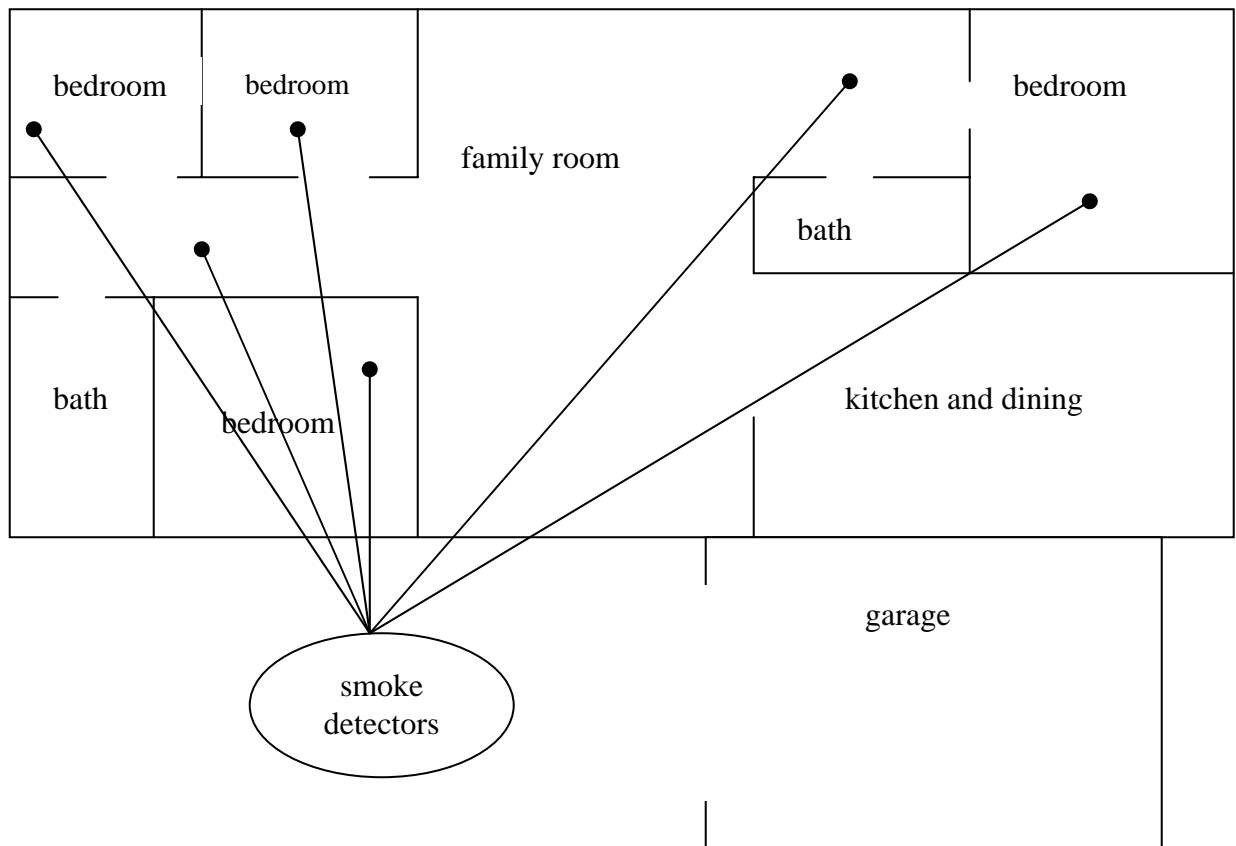 bedroom
bedroom
bedroom
family room
bath
bath
kitchen and dining
bedroom
garage
smoke
detectors